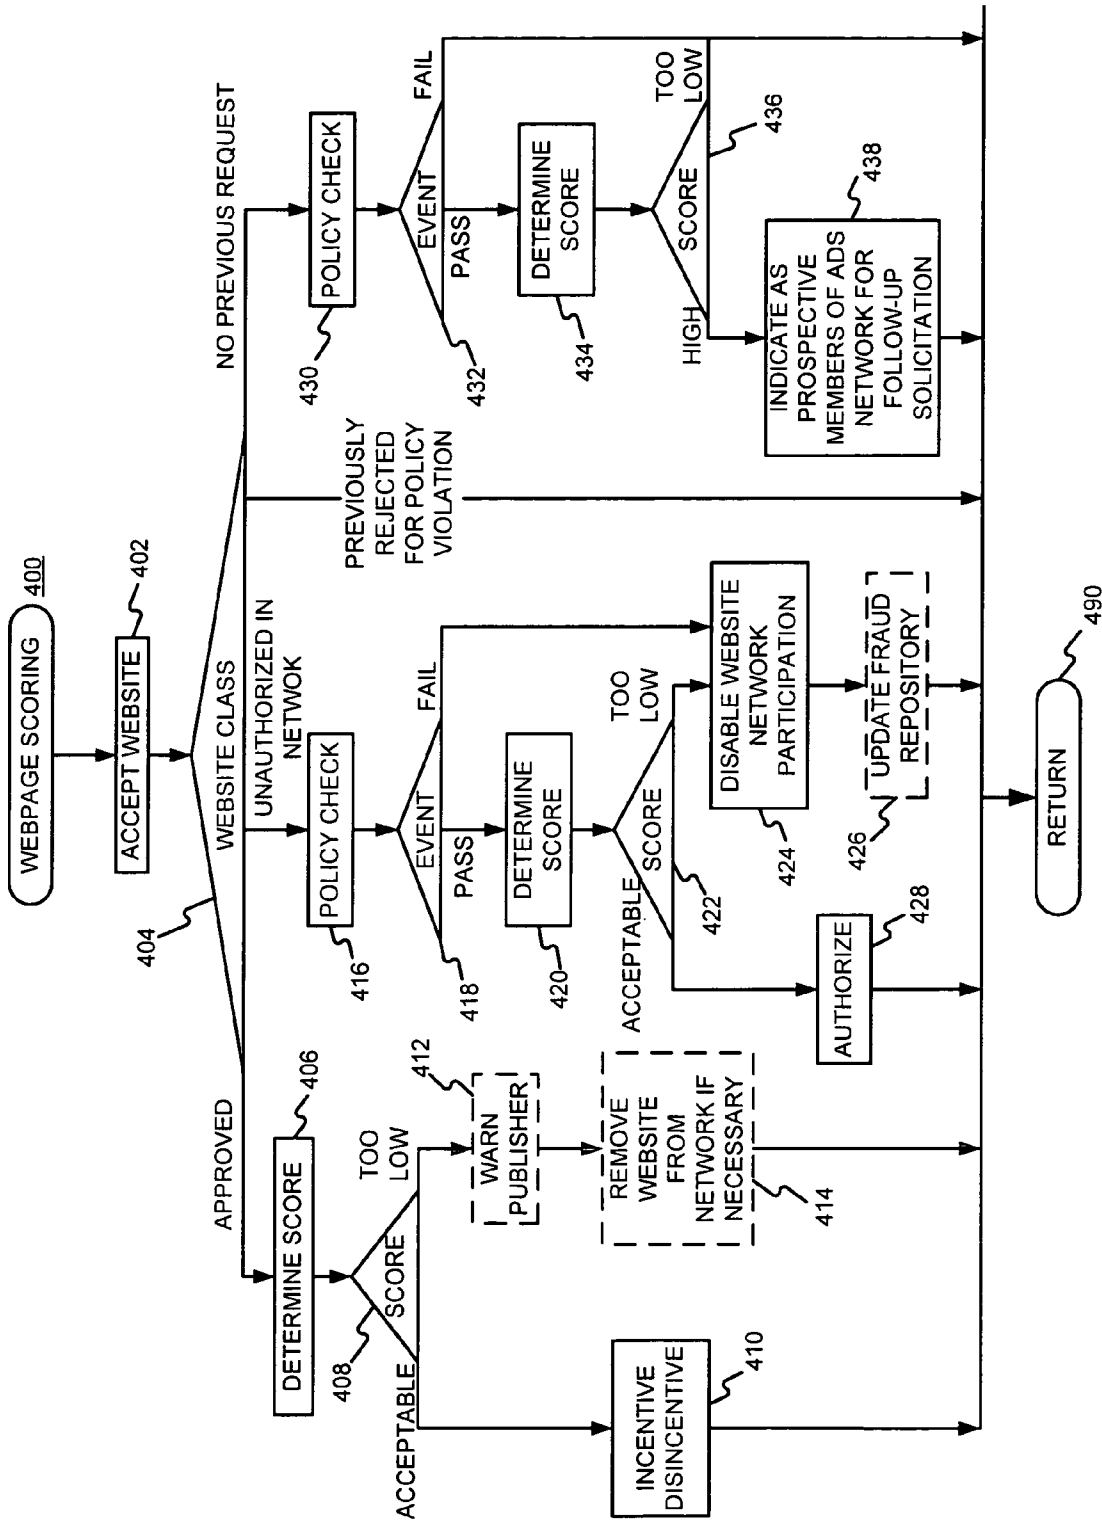 WEBPAGE SCORING
400
ACCEPT WEBSITE
402
WEBSITE CLASS
404
APPROVED
DETERMINE SCORE
406
SCORE
408
ACCEPTABLE
TOO
LOW
INCENTIVE
DISINCENTIVE
410
WARN
PUBLISHER
412
REMOVE
WEBSITE
FROM
NETWORK IF
NECESSARY
414
UNAUTHORIZED IN
NETWOK
POLICY CHECK
416
EVENT
418
PASS
FAIL
DETERMINE
SCORE
420
SCORE
422
ACCEPTABLE
TOO
LOW
DISABLE WEBSITE
NETWORK
PARTICIPATION
424
UPDATE FRAUD
REPOSITORY
426
AUTHORIZE
428
PREVIOUSLY
REJECTED
FOR POLICY
VIOLATION
NO PREVIOUS REQUEST
POLICY CHECK
430
EVENT
432
PASS
FAIL
DETERMINE
SCORE
434
SCORE
436
HIGH
TOO
LOW
INDICATE AS
PROSPECTIVE
MEMBERS OF ADS
NETWORK FOR
FOLLOW-UP
SOLICITATION
438
RETURN
490